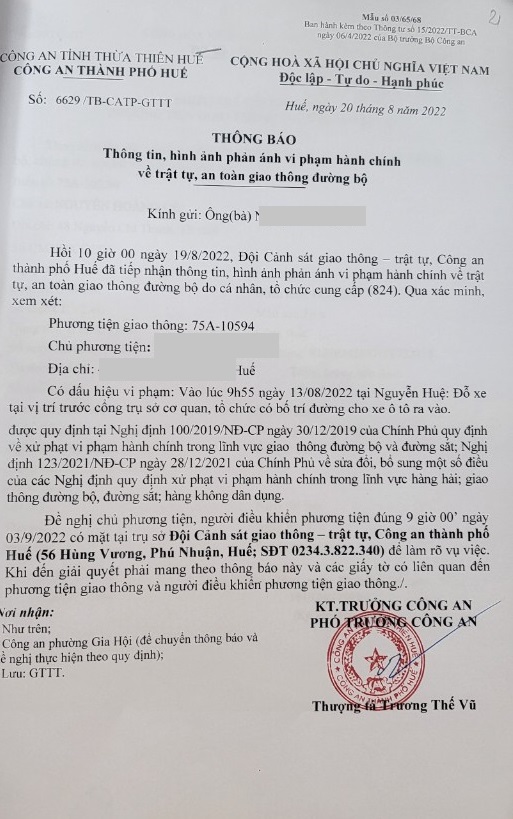 Mẫu số 03/65/68
Ban hành kèm theo Thông tư số 15/2022/TT-BCA
ngày 06/4/2022 của Bộ trưởng Bộ Công an
CÔNG AN TỈNH THỪA THIÊN HUẾ
CÔNG AN THÀNH PHỐ HUẾ
CỘNG HOÀ XÃ HỘI CHỦ NGHĨA VIỆT NAM
Độc lập - Tự do - Hạnh phúc
Số: 6629 /TB-CATP-GTTT
Huế, ngày 20 tháng 8 năm 2022
THÔNG BÁO
Thông tin, hình ảnh phản ánh vi phạm hành chính
về trật tự, an toàn giao thông đường bộ
Kính gửi: Ông(bà) N
Hồi 10 giờ 00 ngày 19/8/2022, Đội Cảnh sát giao thông – trật tự, Công an
thành phố Huế đã tiếp nhận thông tin, hình ảnh phản ánh vi phạm hành chính về trật
tự, an toàn giao thông đường bộ do cá nhân, tổ chức cung cấp (824). Qua xác minh,
xem xét:
Phương tiện giao thông: 75A-10594
Chủ phương tiện:
Địa chỉ: Huế
Có dấu hiệu vi phạm: Vào lúc 9h55 ngày 13/08/2022 tại Nguyễn Huệ: Đỗ xe
tại vị trí trước cổng trụ sở cơ quan, tổ chức có bố trí đường cho xe ô tô ra vào.
được quy định tại Nghị định 100/2019/NĐ-CP ngày 30/12/2019 của Chính Phủ quy định
về xử phạt vi phạm hành chính trong lĩnh vực giao thông đường bộ và đường sắt; Nghị
định 123/2021/NĐ-CP ngày 28/12/2021 của Chính Phủ về sửa đổi, bổ sung một số điều
của các Nghị định quy định xử phạt vi phạm hành chính trong lĩnh vực hàng hải; giao
thông đường bộ, đường sắt; hàng không dân dụng.
Đề nghị chủ phương tiện, người điều khiển phương tiện đúng 9 giờ 00’ ngày
03/9/2022 có mặt tại trụ sở Đội Cảnh sát giao thông – trật tự, Công an thành phố
Huế (56 Hùng Vương, Phú Nhuận, Huế; SĐT 0234.3.822.340) để làm rõ vụ việc.
Khi đến giải quyết phải mang theo thông báo này và các giấy tờ có liên quan đến
phương tiện giao thông và người điều khiển phương tiện giao thông./.
Nơi nhận:
Như trên;
Công an phường Gia Hội (để chuyển thông báo và
ề nghị thực hiện theo quy định);
Lưu: GTTT.
KT.TRƯỞNG CÔNG AN
PHÓ TRƯỞNG CÔNG AN
CÔNG AN THÀNH PHỐ HUẾ
Thượng tá Trương Thế Vũ